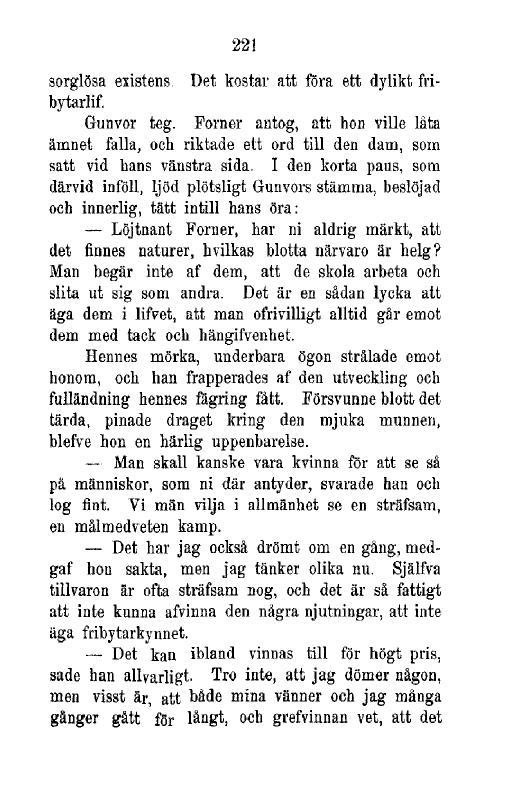 221
sorglösa existens. Det kostar att föra ett dylikt fri-
bytarlif.
Gunvor teg. Forner antog, att hon ville låta
ämnet falla, och riktade ett ord till den dam, som
satt vid hans vänstra sida. I den korta paus, som
därvid inföll, ljöd plötsligt Gunvors stämma, beslöjad
och innerlig, tätt intill hans öra:
— Löjtnant Forner, har ni aldrig märkt, att
det finnes naturer, hvilkas blotta närvaro är helg?
Man begär inte af dem, att de skola arbeta och
slita ut sig som andra. Det är en sådan lycka att
äga dem i lifvet, att man ofrivilligt alltid går emot
dem med tack och hängifvenhet.
Hennes mörka, underbara ögon strålade emot
honom, och han frapperades af den utveckling och
fulländning hennes fägring fått. Försvunne blott det
tärda, pinade draget kring den mjuka munnen,
blefve hon en härlig uppenbarelse.
— Man skall kanske vara kvinna för att se så
på människor, som ni där antyder, svarade han och
log fint. Vi män vilja i allmänhet se en sträfsam,
en målmedveten kamp.
— Det har jag också drömt om en gång, med-
gaf hon sakta, men jag tänker olika nu. Själfva
tillvaron är ofta sträfsam nog, och det är så fattigt
att inte kunna afvinna den några njutningar, att inte
äga fribytarkynnet.
— Det kan ibland vinnas till för högt pris,
sade han allvarligt. Tro inte, att jag dömer någon,
men visst är, att både mina vänner och jag många
gånger gått för långt, och grefvinnan vet, att det